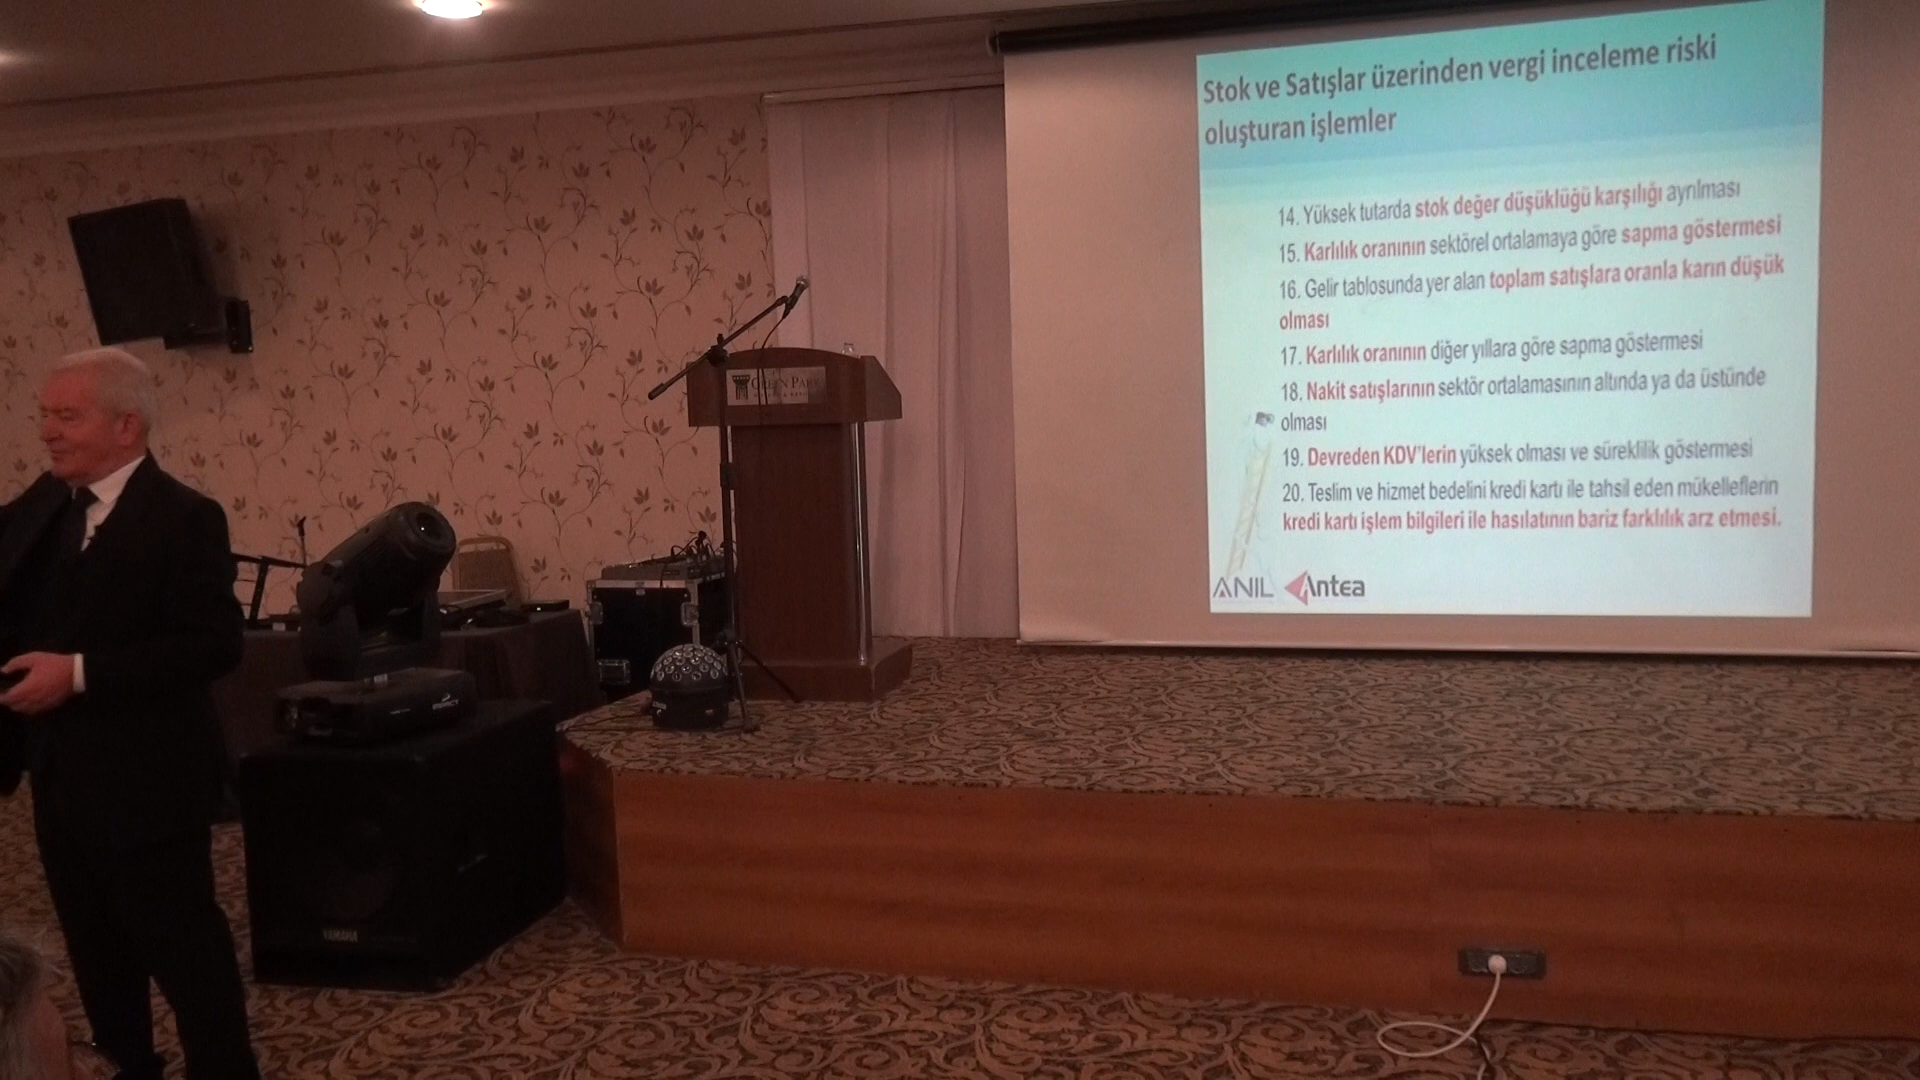 Stok ve Satışlar üzerinden vergi inceleme riski
oluşturan işlemler
14. Yüksek tutarda stok değer düşüklüğü karşılığı ayrılması
15. Karlılık oranının sektörel ortalamaya göre sapma göstermesi
16. Gelir tablosunda yer alan toplam satışlara oranla karın düşük
olması
17. Karlılık oranının diğer yıllara göre sapma göstermesi
18. Nakit satışlarının sektör ortalamasının altında ya da üstünde
olması
19. Devreden KDV'lerin yüksek olması ve süreklilik göstermesi
20. Teslim ve hizmet bedelini kredi kartı ile tahsil eden mükelleflerin
kredi kartı işlem bilgileri ile hasılatının bariz farklılık arz etmesi.
ANIL Antea
GREEN PARK
YAMAHA